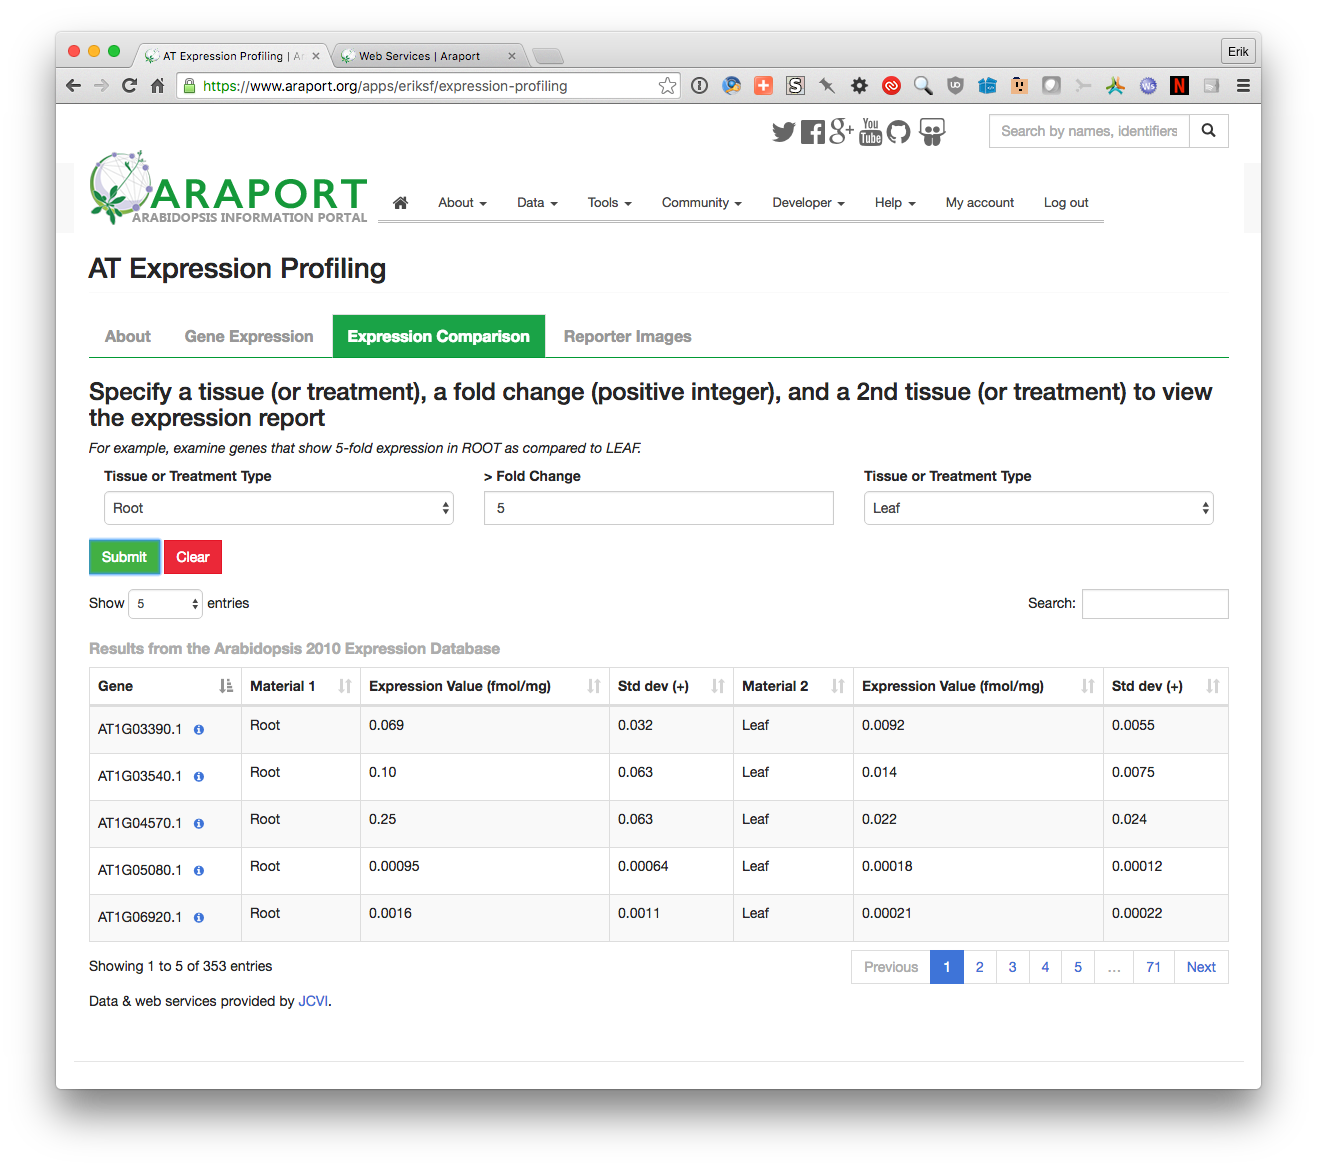 AT Expression Profiling | Ar
Web Services | Araport
Erik
https://www.araport.org/apps/eriksf/expression-profiling
You Tube
Search by names, identifiers
ARAPORT
ARABIDOPSIS INFORMATION PORTAL
About Data Tools Community Developer Help My account Log out
AT Expression Profiling
About Gene Expression Expression Comparison Reporter Images
Specify a tissue (or treatment), a fold change (positive integer), and a 2nd tissue (or treatment) to view
the expression report
For example, examine genes that show 5-fold expression in ROOT as compared to LEAF.
Tissue or Treatment Type > Fold Change Tissue or Treatment Type
Root 5 Leaf
Submit Clear
Show 5 entries Search:
Results from the Arabidopsis 2010 Expression Database
Gene Material 1 Expression Value (fmol/mg) Std dev (+) Material 2 Expression Value (fmol/mg) Std dev (+)
AT1G03390.1 Root 0.069 0.032 Leaf 0.0092 0.0055
AT1G03540.1 Root 0.10 0.063 Leaf 0.014 0.0075
AT1G04570.1 Root 0.25 0.063 Leaf 0.022 0.024
AT1G05080.1 Root 0.00095 0.00064 Leaf 0.00018 0.00012
AT1G06920.1 Root 0.0016 0.0011 Leaf 0.00021 0.00022
Showing 1 to 5 of 353 entries Previous 1 2 3 4 5 … 71 Next
Data & web services provided by JCVI.